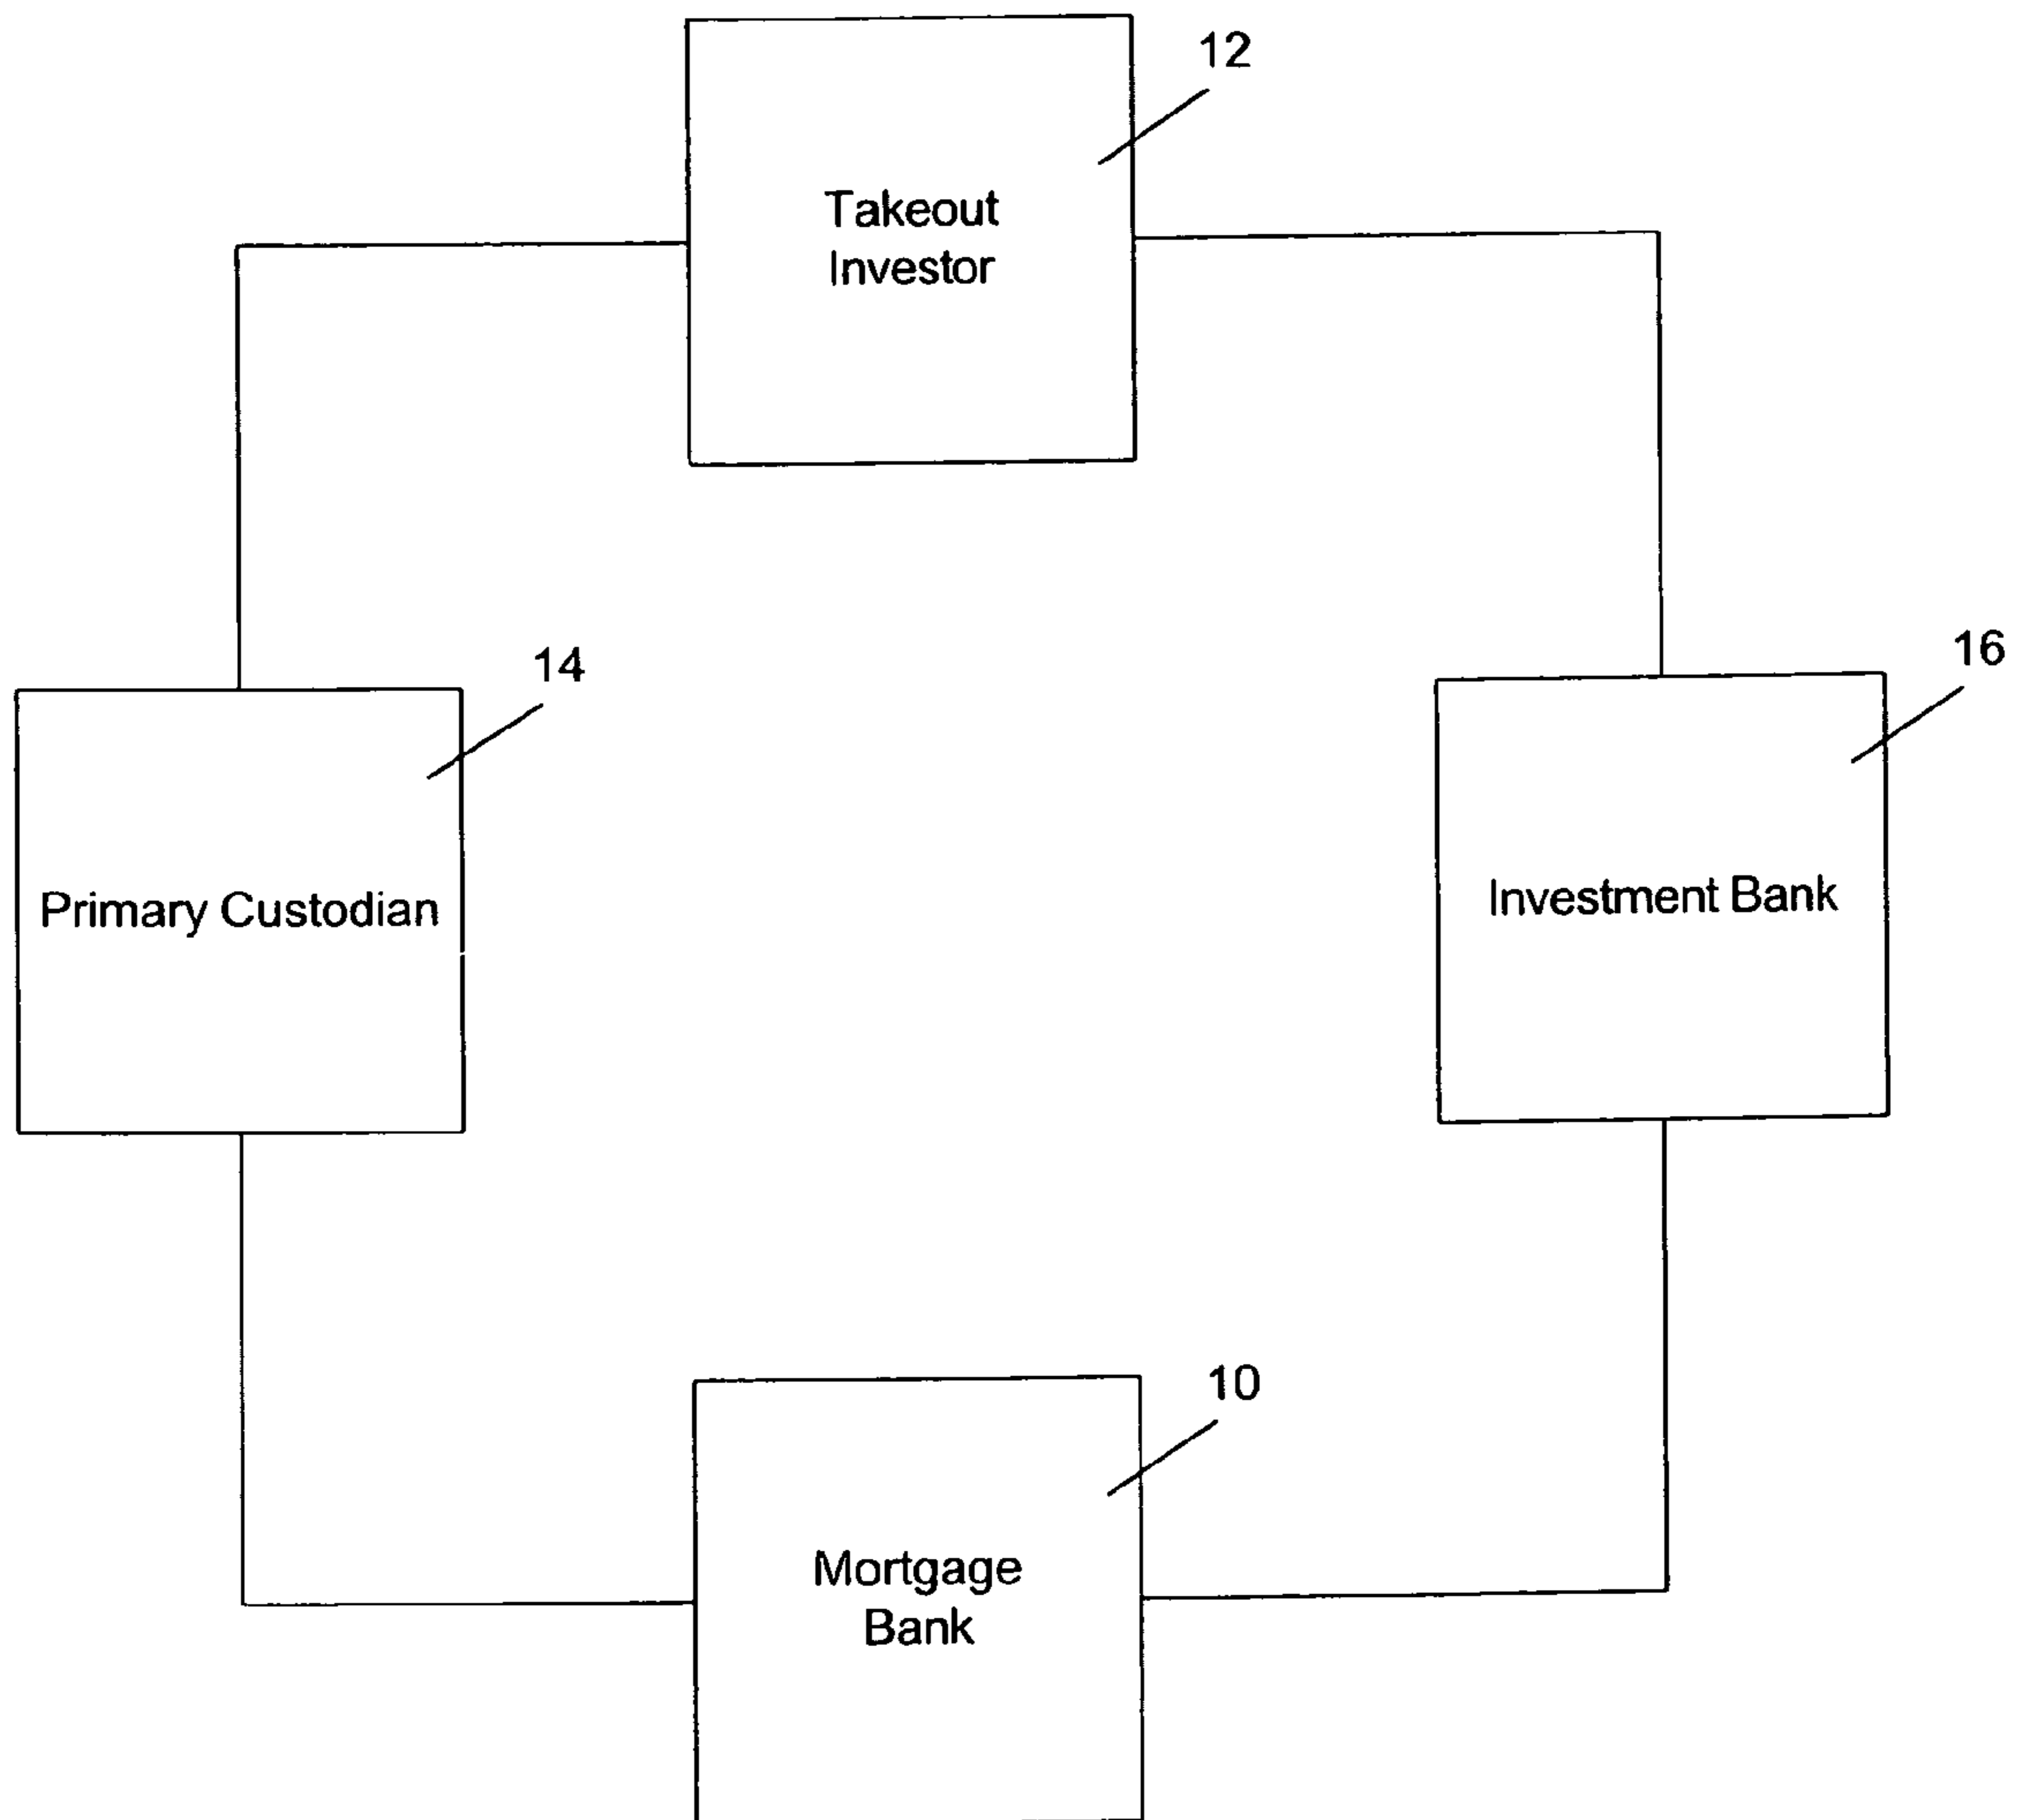 12
Takeout
Investor
14
16
Primary Custodian
Investment Bank
10
Mortgage
Bank